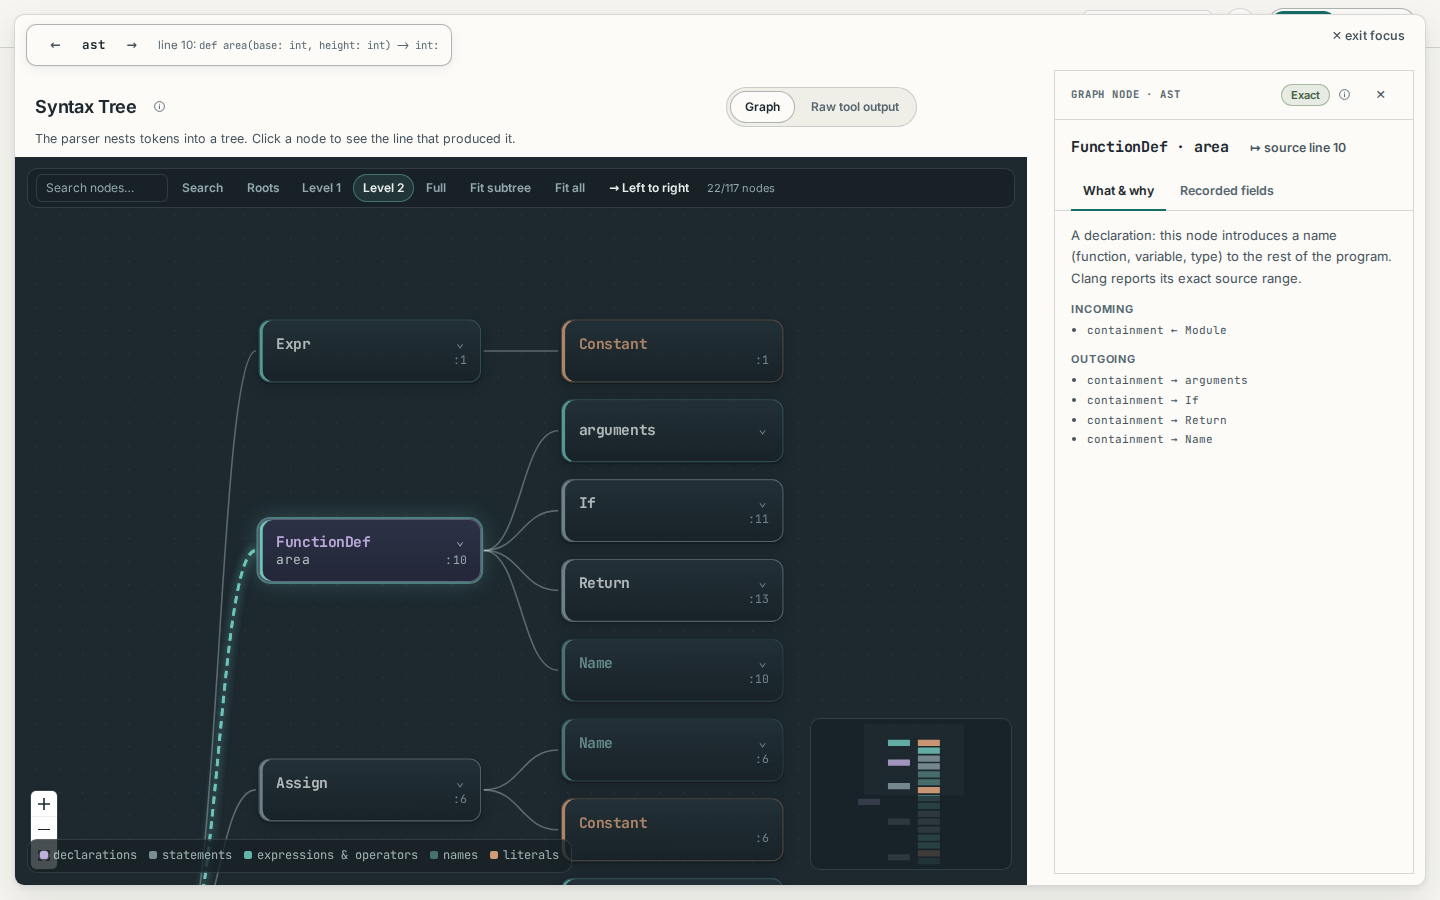 ← ast → line 10: def area(base: int, height: int) -> int:
× exit focus
Syntax Tree
Graph
Raw tool output
The parser nests tokens into a tree. Click a node to see the line that produced it.
Search nodes...
Search
Roots
Level 1
Level 2
Full
Fit subtree
Fit all
→ Left to right
22/117 nodes
Expr
:1
Constant
:1
arguments
If
:11
FunctionDef
area
:10
Return
:13
Name
:10
Name
:6
Assign
:6
Constant
:6
declarations
statements
expressions & operators
names
literals
GRAPH NODE · AST
Exact
×
FunctionDef · area
↦ source line 10
What & why
Recorded fields
A declaration: this node introduces a name
(function, variable, type) to the rest of the program.
Clang reports its exact source range.
INCOMING
• containment ← Module
OUTGOING
• containment → arguments
• containment → If
• containment → Return
• containment → Name